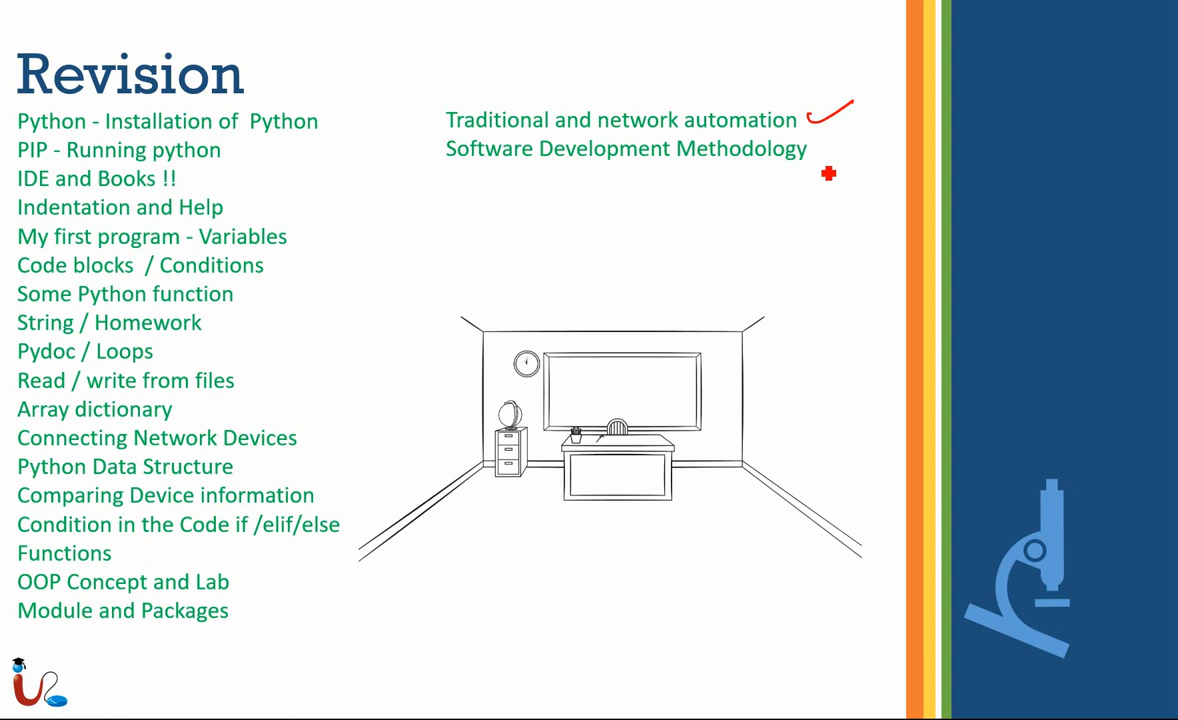 Revision
Python - Installation of  Python
PIP - Running python
IDE and Books !!
Indentation and Help
My first program - Variables
Code blocks  / Conditions
Some Python function
String / Homework
Pydoc / Loops
Read / write from files
Array dictionary
Connecting Network Devices
Python Data Structure
Comparing Device information
Condition in the Code if /elif/else
Functions
OOP Concept and Lab
Module and Packages
Traditional and network automation
Software Development Methodology